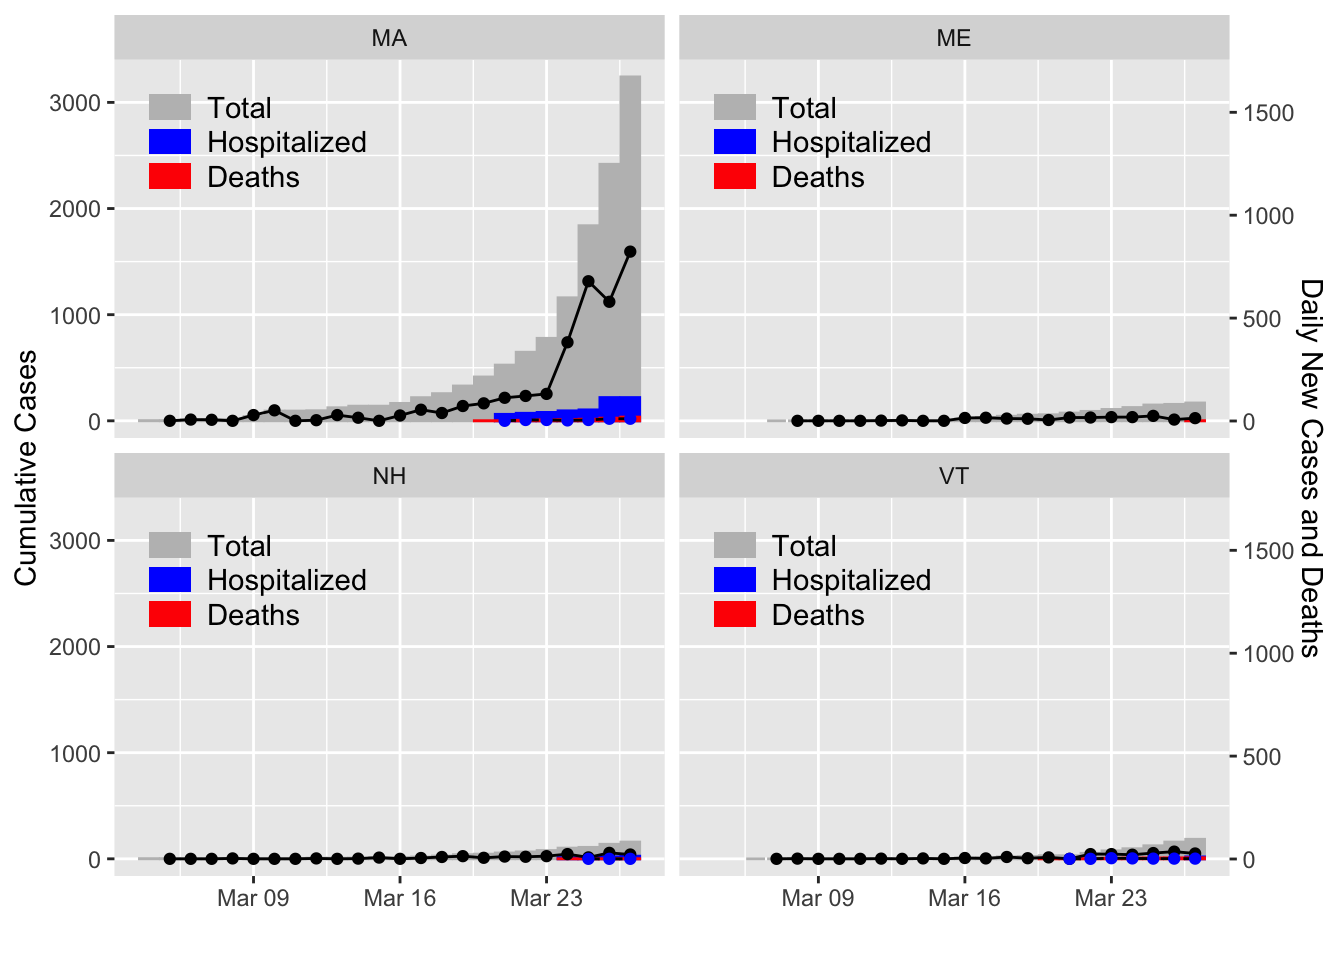 MA
ME
3000
2000
1000
0
Total
Hospitalized
Deaths
Total
Hospitalized
Deaths
1500
1000
500
0
Cumulative Cases
Daily New Cases and Deaths
NH
VT
3000
2000
1000
0
Total
Hospitalized
Deaths
Total
Hospitalized
Deaths
1500
1000
500
0
Mar 09
Mar 16
Mar 23
Mar 09
Mar 16
Mar 23